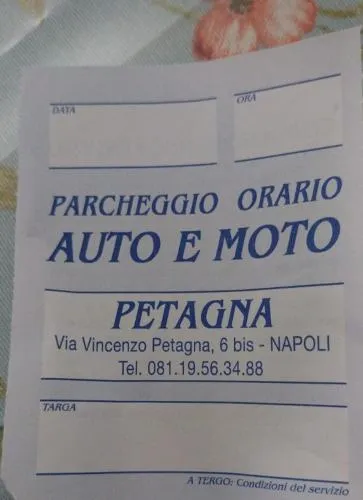 DATA
ORA
PARCHEGGIO ORARIO
AUTO E MOTO
PETAGNA
Via Vincenzo Petagna, 6 bis - NAPOLI
Tel. 081.19.56.34.88
TARGA
A TERGO: Condizioni del servizio